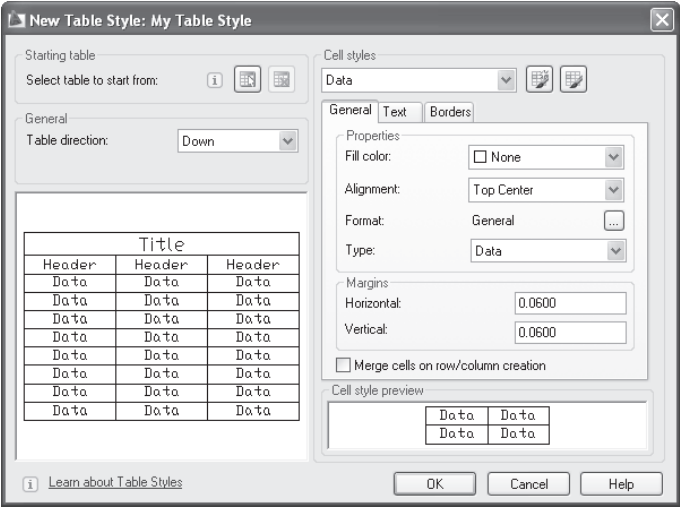 New Table Style: My Table Style
Starting table
Select table to start from:
General
Table direction: Down
Title
Header Header Header
Data Data Data
Data Data Data
Data Data Data
Data Data Data
Data Data Data
Data Data Data
Data Data Data
Data Data Data
Learn about Table Styles
Cell styles
Data
General Text Borders
Properties
Fill color: None
Alignment: Top Center
Format: General ...
Type: Data
Margins
Horizontal: 0.0600
Vertical: 0.0600
Merge cells on row/column creation
Cell style preview
Data Data
Data Data
OK Cancel Help